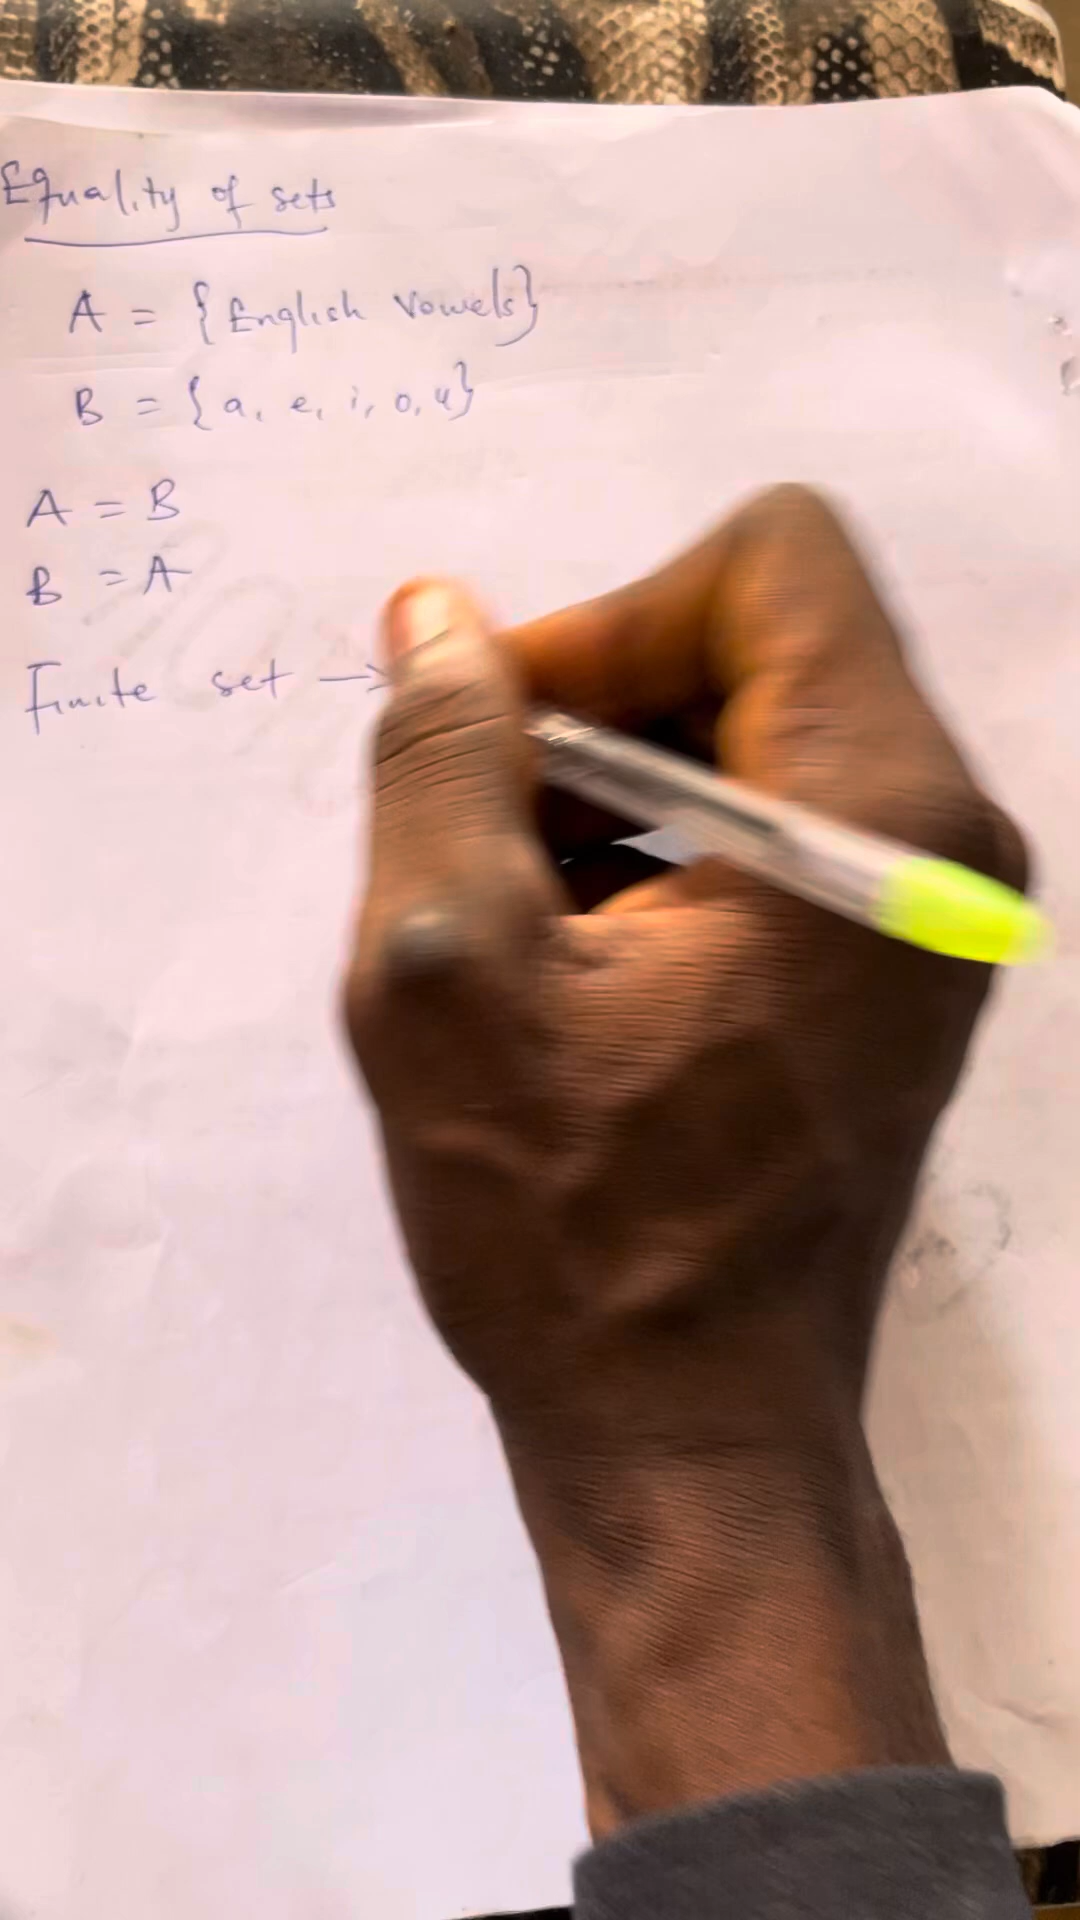 Equality of sets
A = {English Vowels}
B = {a, e, i, o, u}
A = B
B = A
Finite set →